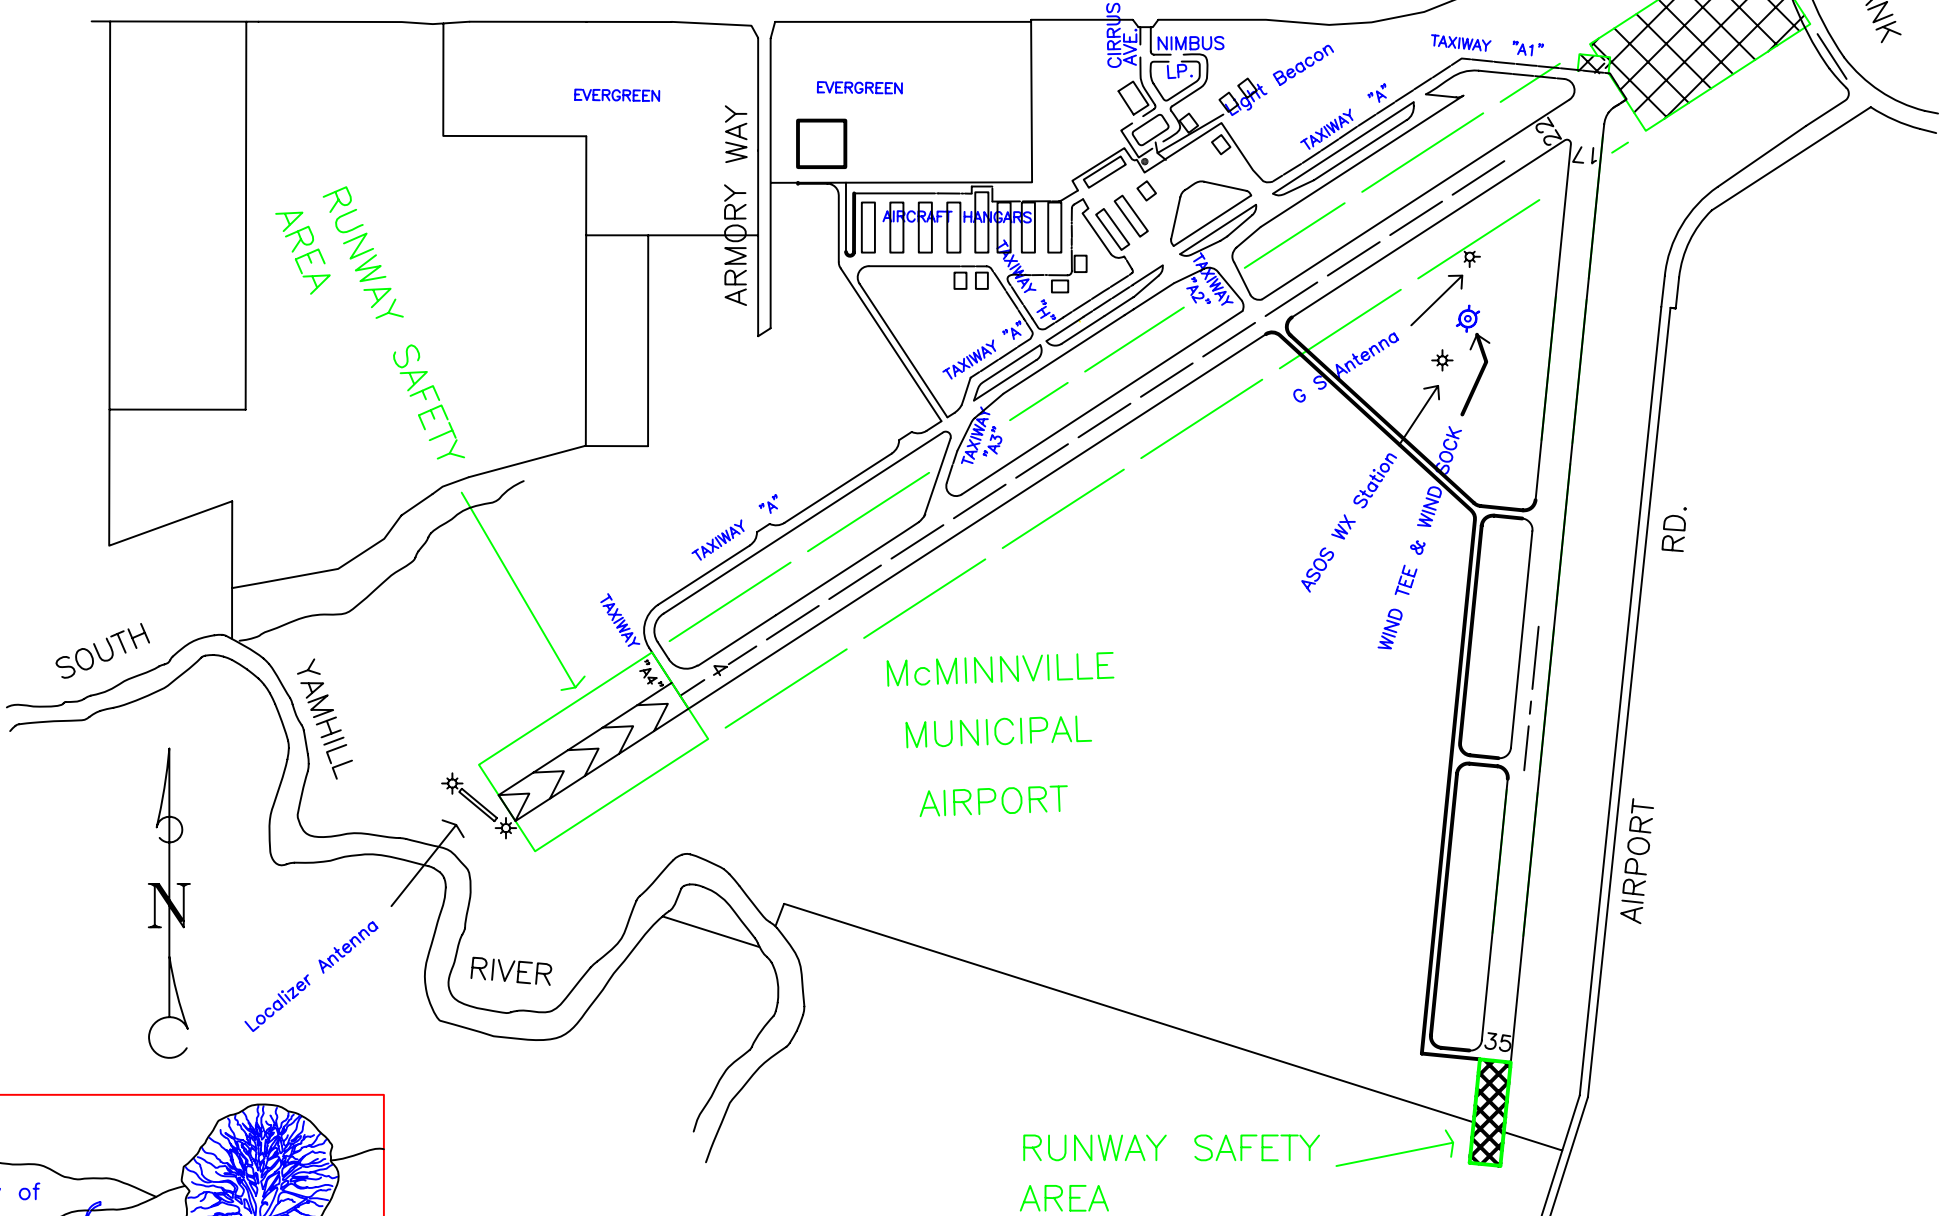 CIRRUS
AVE.
NIMBUS
LP.
Light Beacon
TAXIWAY "A1"
EVERGREEN
EVERGREEN
ARMORY WAY
TAXIWAY "A"
22
17
RUNWAY SAFETY
AREA
AIRCRAFT HANGARS
TAXIWAY "H"
TAXIWAY
"A2"
TAXIWAY "A"
G S Antenna
TAXIWAY
"A3"
ASOS WX Station
WIND TEE & WIND SOCK
TAXIWAY "A"
AIRPORT RD.
TAXIWAY "A4"
4
SOUTH
YAMHILL
RIVER
McMINNVILLE
MUNICIPAL
AIRPORT
N
Localizer Antenna
35
RUNWAY SAFETY
AREA
of